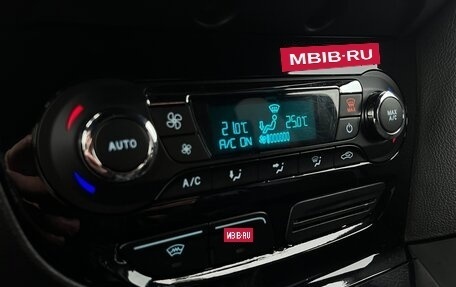 MBIB·RU
21.0℃
25.0℃
A/C ON
AUTO
MAX
A/C
A/C
MBIB·RU